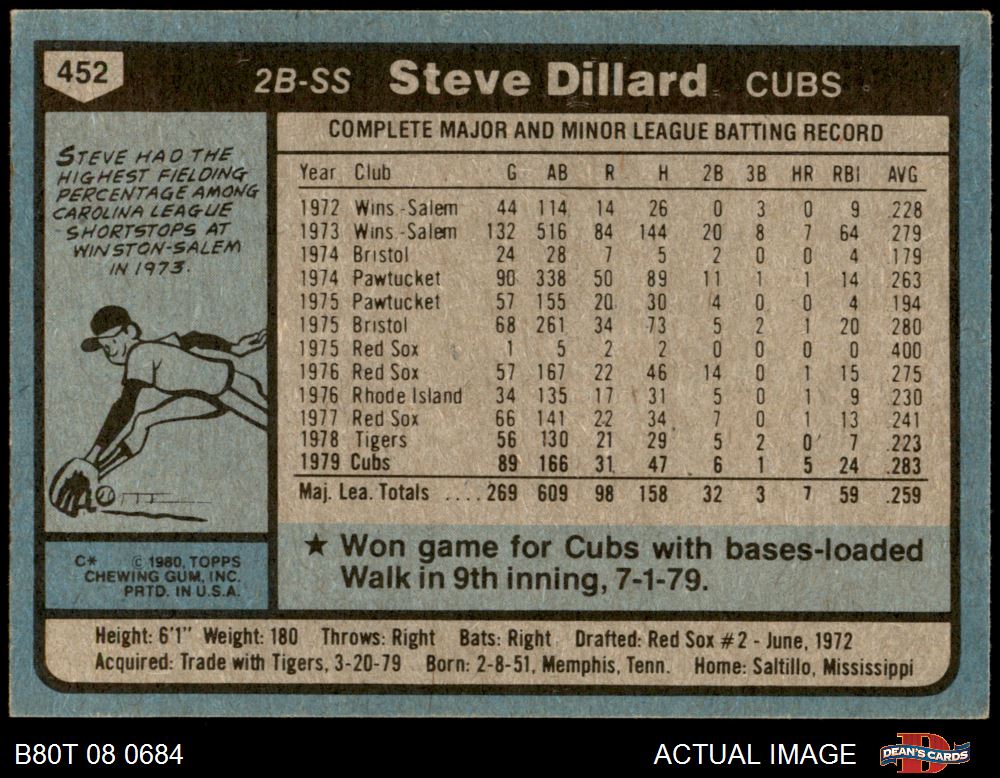 452
2B-SS Steve Dillard CUBS
STEVE HAD THE
HIGHEST FIELDING
PERCENTAGE AMONG
CAROLINA LEAGUE
SHORTSTOPS AT
WINSTON-SALEM
IN 1973.
COMPLETE MAJOR AND MINOR LEAGUE BATTING RECORD
Year Club G AB R H 2B 3B HR RBI AVG
1972 Wins.-Salem 44 114 14 26 0 3 0 9 .228
1973 Wins.-Salem 132 516 84 144 20 8 7 64 .279
1974 Bristol 24 28 7 5 2 0 0 4 .179
1974 Pawtucket 90 338 50 89 11 1 1 14 .263
1975 Pawtucket 57 155 20 30 4 0 0 4 .194
1975 Bristol 68 261 34 73 5 2 1 20 .280
1975 Red Sox 1 5 2 2 0 0 0 0 .400
1976 Red Sox 57 167 22 46 14 0 1 15 .275
1976 Rhode Island 34 135 17 31 5 0 1 9 .230
1977 Red Sox 66 141 22 34 7 0 1 13 .241
1978 Tigers 56 130 21 29 5 2 0 7 .223
1979 Cubs 89 166 31 47 6 1 5 24 .283
Maj. Lea. Totals .... 269 609 98 158 32 3 7 59 .259
★ Won game for Cubs with bases-loaded
Walk in 9th inning, 7-1-79.
C* © 1980, TOPPS
CHEWING GUM, INC.
PRTD. IN U.S.A.
Height: 6'1" Weight: 180 Throws: Right Bats: Right Drafted: Red Sox #2 - June, 1972
Acquired: Trade with Tigers, 3-20-79 Born: 2-8-51, Memphis, Tenn. Home: Saltillo, Mississippi
B80T 08 0684 ACTUAL IMAGE DEAN'S CARDS